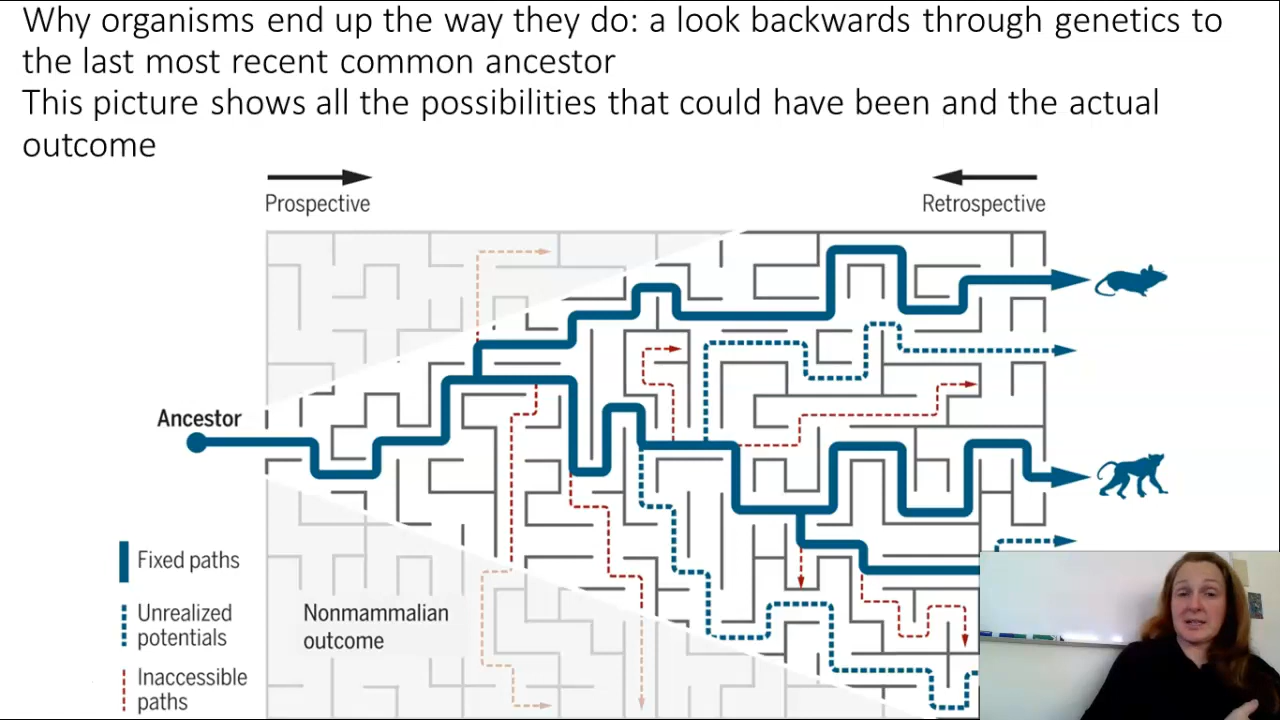 Why organisms end up the way they do: a look backwards through genetics to
the last most recent common ancestor
This picture shows all the possibilities that could have been and the actual
outcome
Prospective
Retrospective
Ancestor
Fixed paths
Unrealized
potentials
Inaccessible
paths
Nonmammalian
outcome